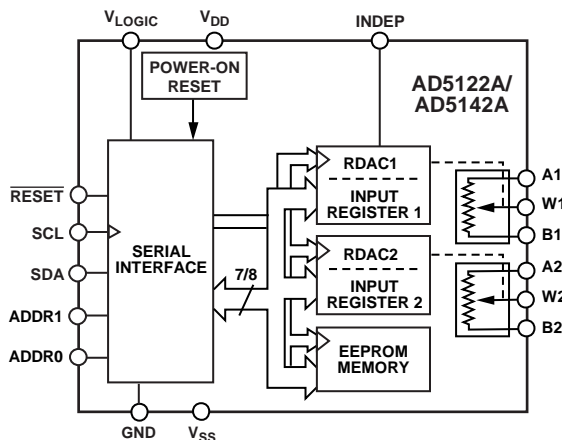 VLOGIC
VDD
INDEP
POWER-ON
RESET
AD5122A/
AD5142A
RDAC1
INPUT
REGISTER 1
A1
W1
B1
RESET
SCL
SERIAL
INTERFACE
SDA
7/8
RDAC2
INPUT
REGISTER 2
A2
W2
B2
ADDR1
ADDR0
EEPROM
MEMORY
GND
VSS